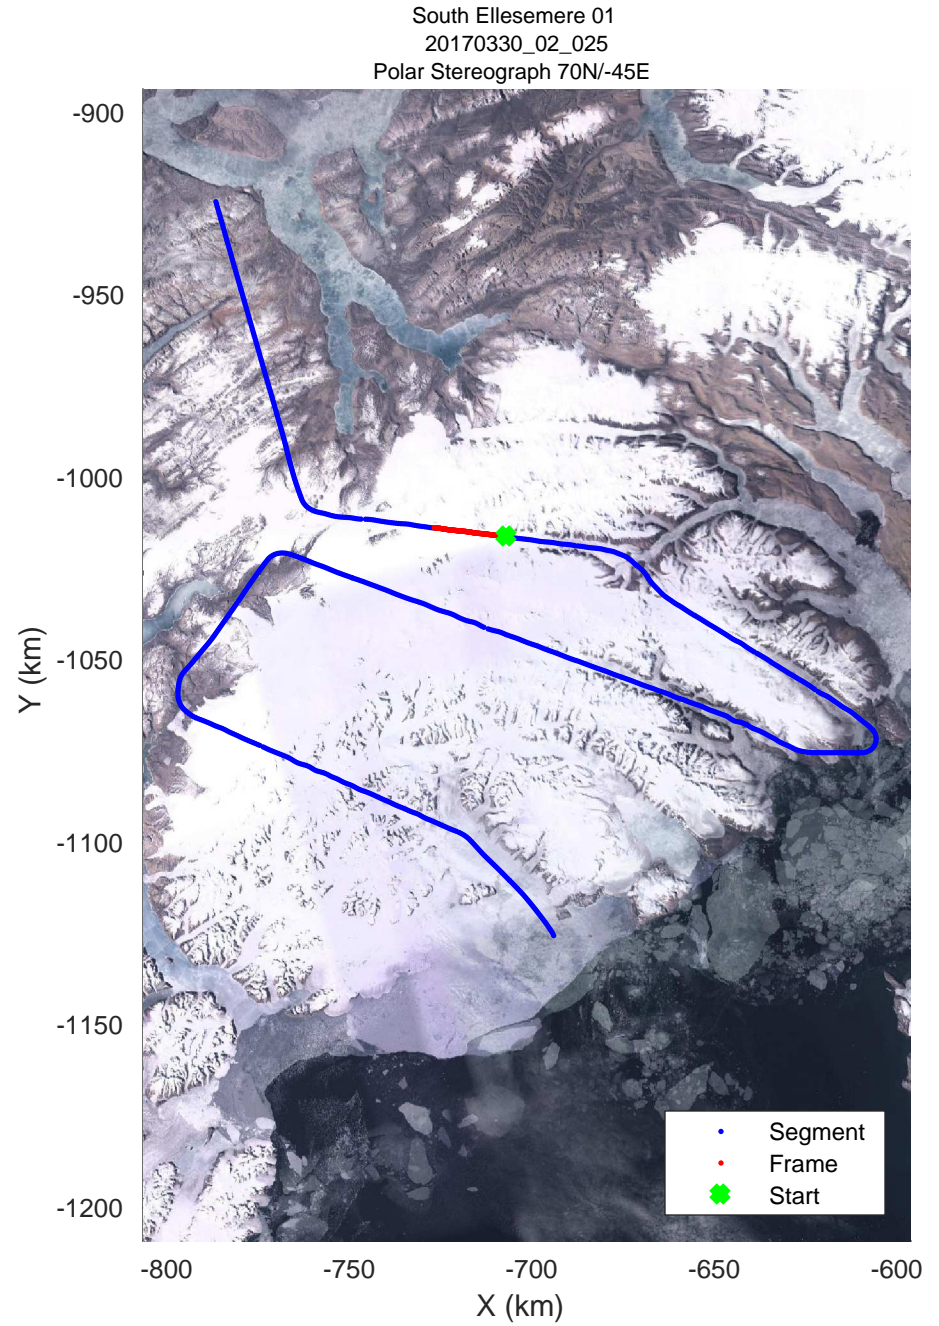 South Ellesemere 01
20170330_02_025
Polar Stereograph 70N/-45E
-900
-950
-1000
-1050
-1100
-1150
-1200
Y (km)
Segment
Frame
Start
-800 -750 -700 -650 -600
X (km)